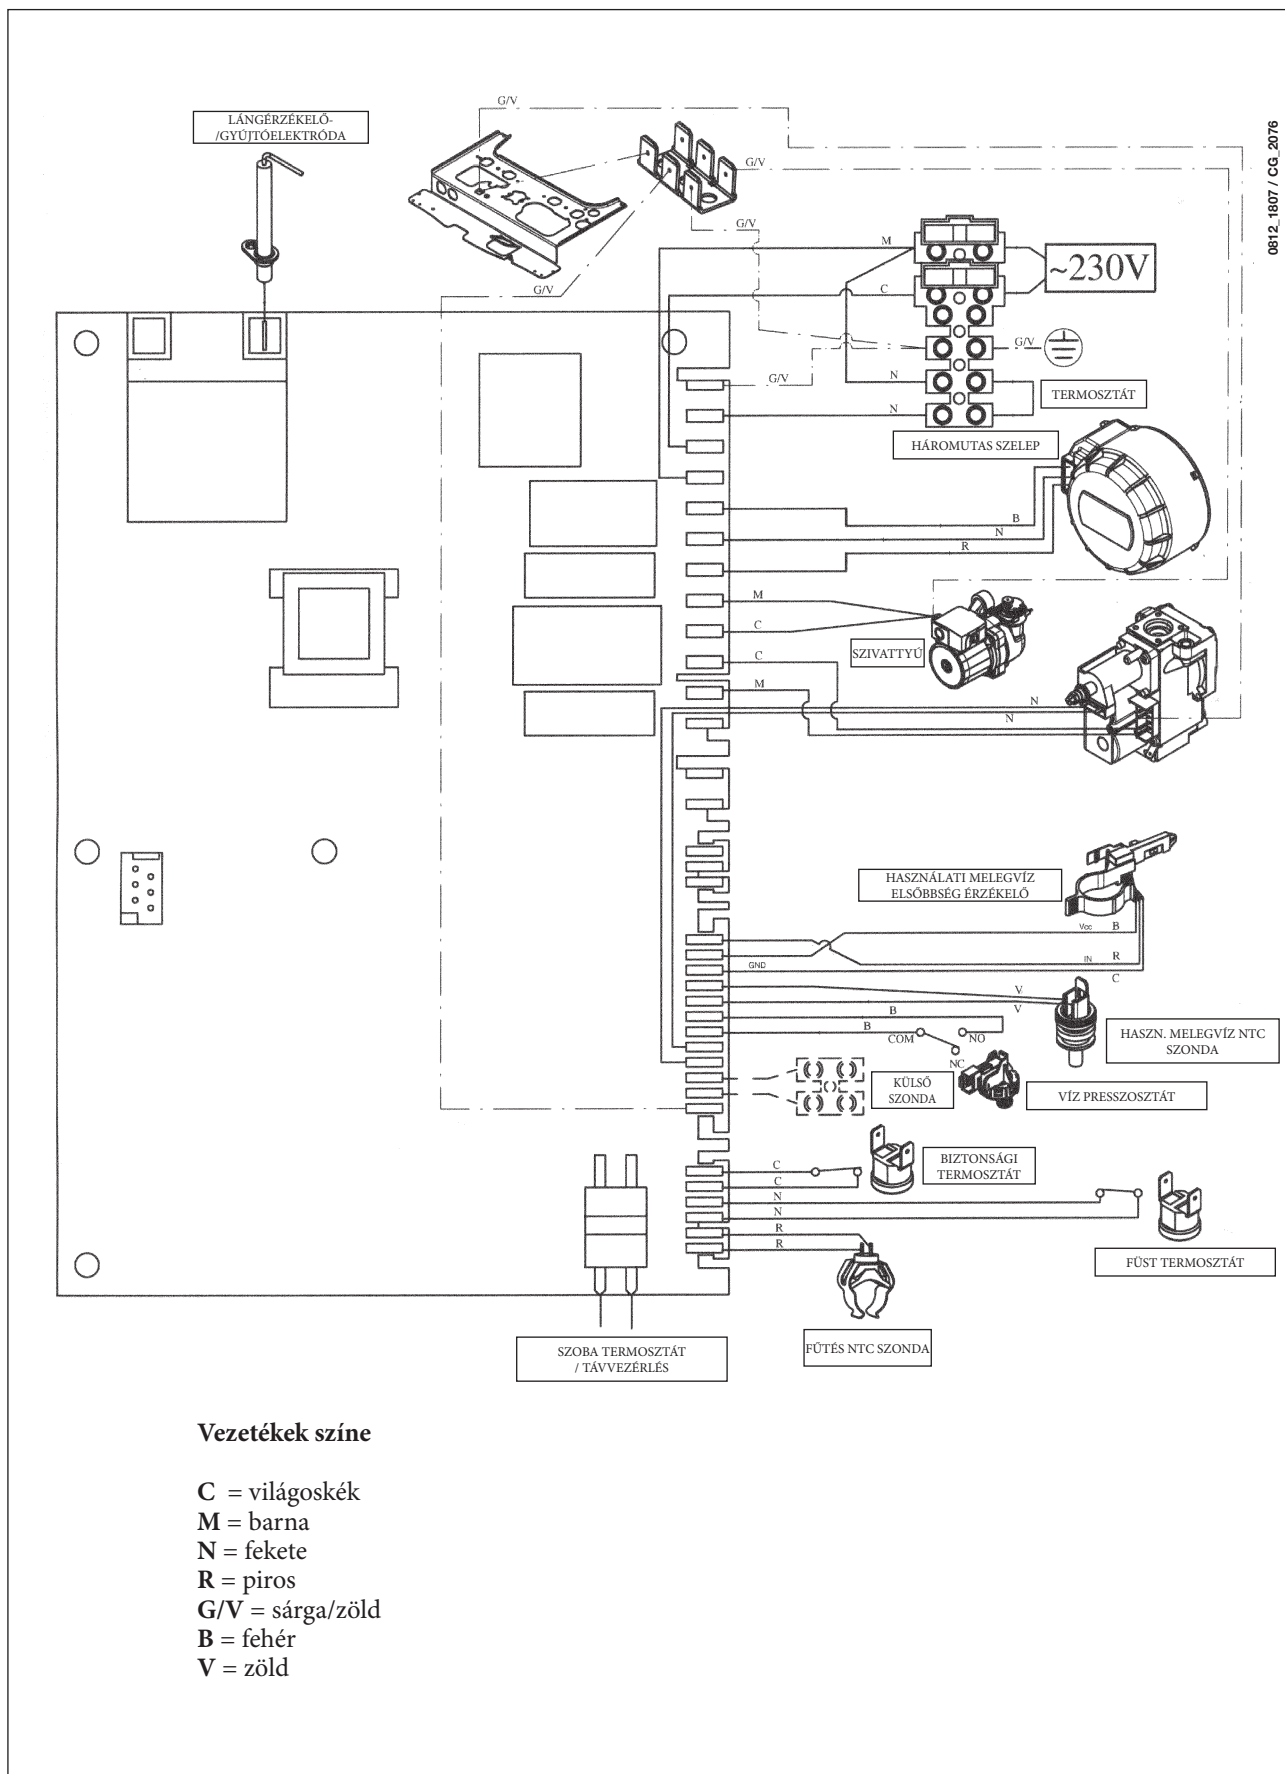 G/V
0812_1807 / CG_2076
LÁNGÉRZÉKELŐ-
/GYÚJTÓELEKTRÓDA
G/V
G/V
M
~230V
G/V
C
G/V
G/V
N
TERMOSZTÁT
N
HÁROMUTAS SZELEP
B
N
R
M
C
SZIVATTYÚ
C
M
N
N
HASZNÁLATI MELEGVÍZ
ELSŐBBSÉG ÉRZÉKELŐ
Vcc B
GND
IN R
C
V
V
B
B
COM
NO
NC
HASZN. MELEGVÍZ NTC
SZONDA
KÜLSŐ
SZONDA
VÍZ PRESSZOSZTÁT
C
C
BIZTONSÁGI
TERMOSZTÁT
N
N
R
R
FÜST TERMOSZTÁT
SZOBA TERMOSZTÁT
/ TÁVVEZÉRLÉS
FŰTÉS NTC SZONDA
Vezetékek színe
C = világoskék
M = barna
N = fekete
R = piros
G/V = sárga/zöld
B = fehér
V = zöld